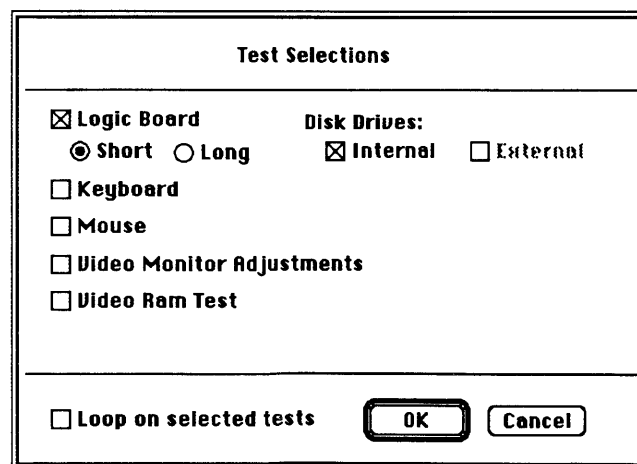 Test Selections
Logic Board
Disk Drives:
Short
Long
Internal
External
Keyboard
Mouse
Video Monitor Adjustments
Video Ram Test
Loop on selected tests
OK
Cancel